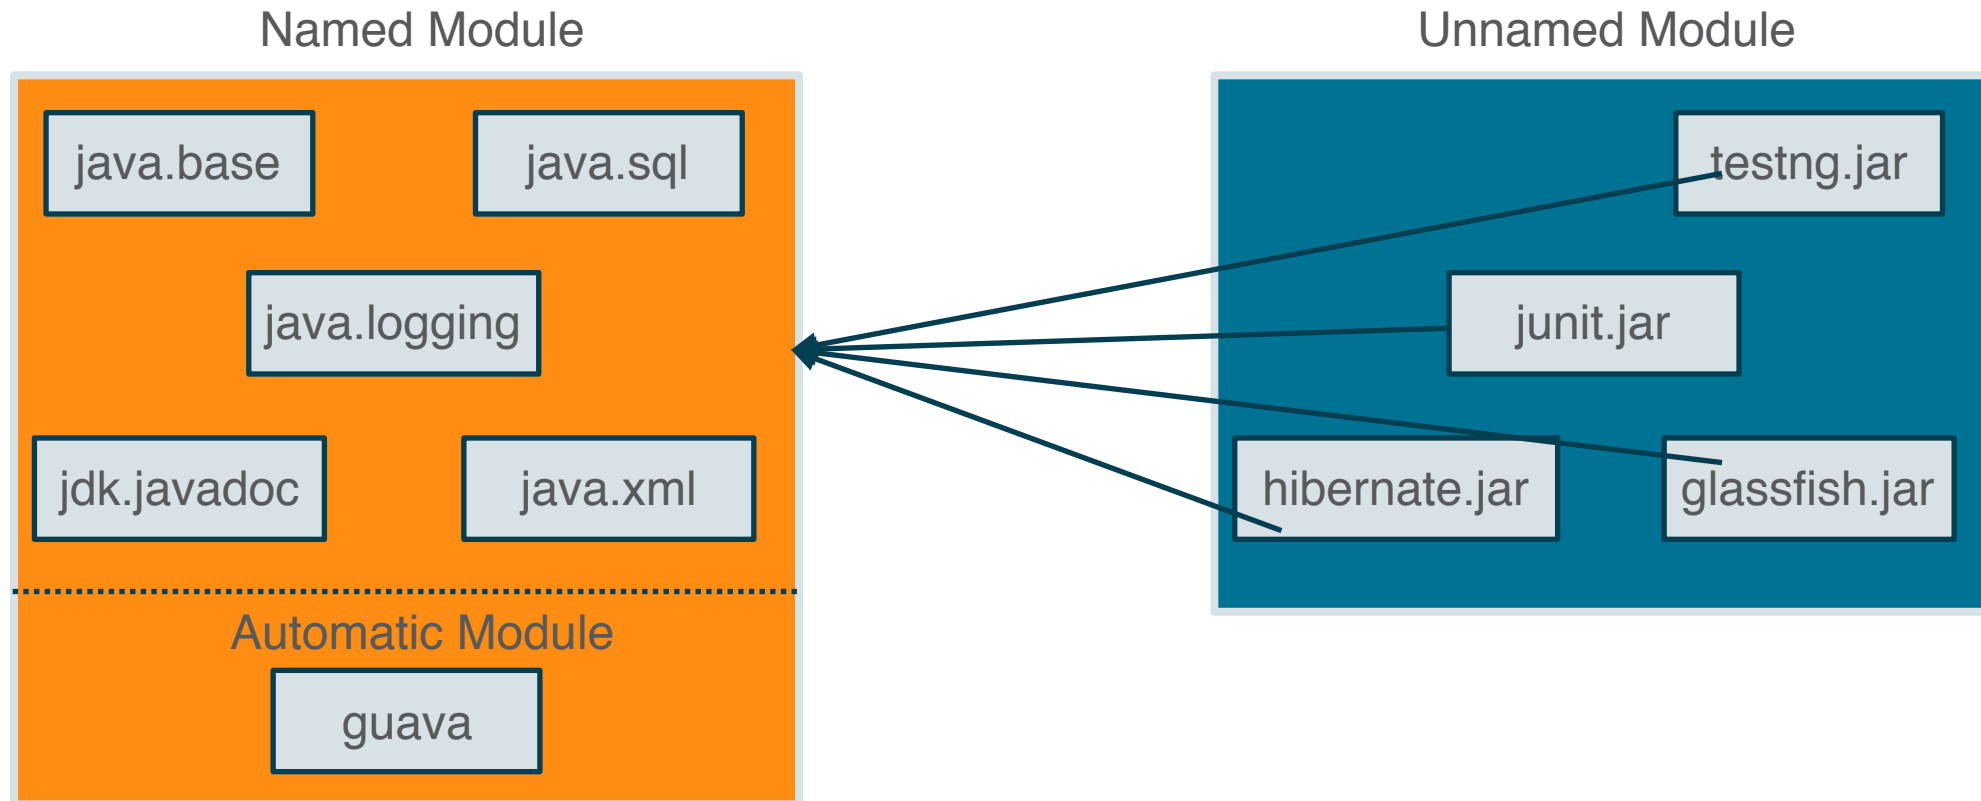 Named Module
Unnamed Module
java.base
java.sql
java.logging
jdk.javadoc
java.xml
Automatic Module
guava
testng.jar
junit.jar
hibernate.jar
glassfish.jar